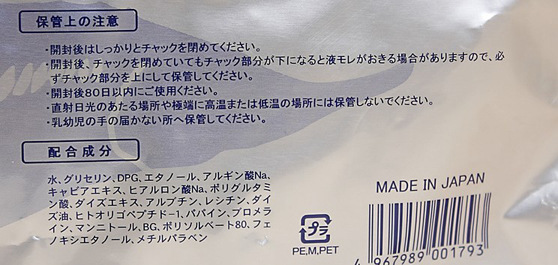 保管上の注意
・開封後はしっかりとチャックを閉めてください。
・開封後、チャックを閉めていてもチャック部分が下になると液モレがおきる場合がありますので、必
ずチャック部分を上にして保管してください。
・開封後80日以内にご使用ください。
・直射日光のあたる場所や極端に高温または低温の場所には保管しないでください。
・乳幼児の手の届かない所へ保管してください。
配合成分
水、グリセリン、DPG、エタノール、アルギン酸Na、
キャビアエキス、ヒアルロン酸Na、ポリグルタミ
ン酸、ダイズエキス、アルブチン、レシチン、ダイ
ズ油、ヒトオリゴペプチド-1、パパイン、プロメラ
イン、マンニトール、BG、ポリソルベート80、フェ
ノキシエタノール、メチルパラベン
MADE IN JAPAN
プラ
PE,M,PET
4 967989 001793